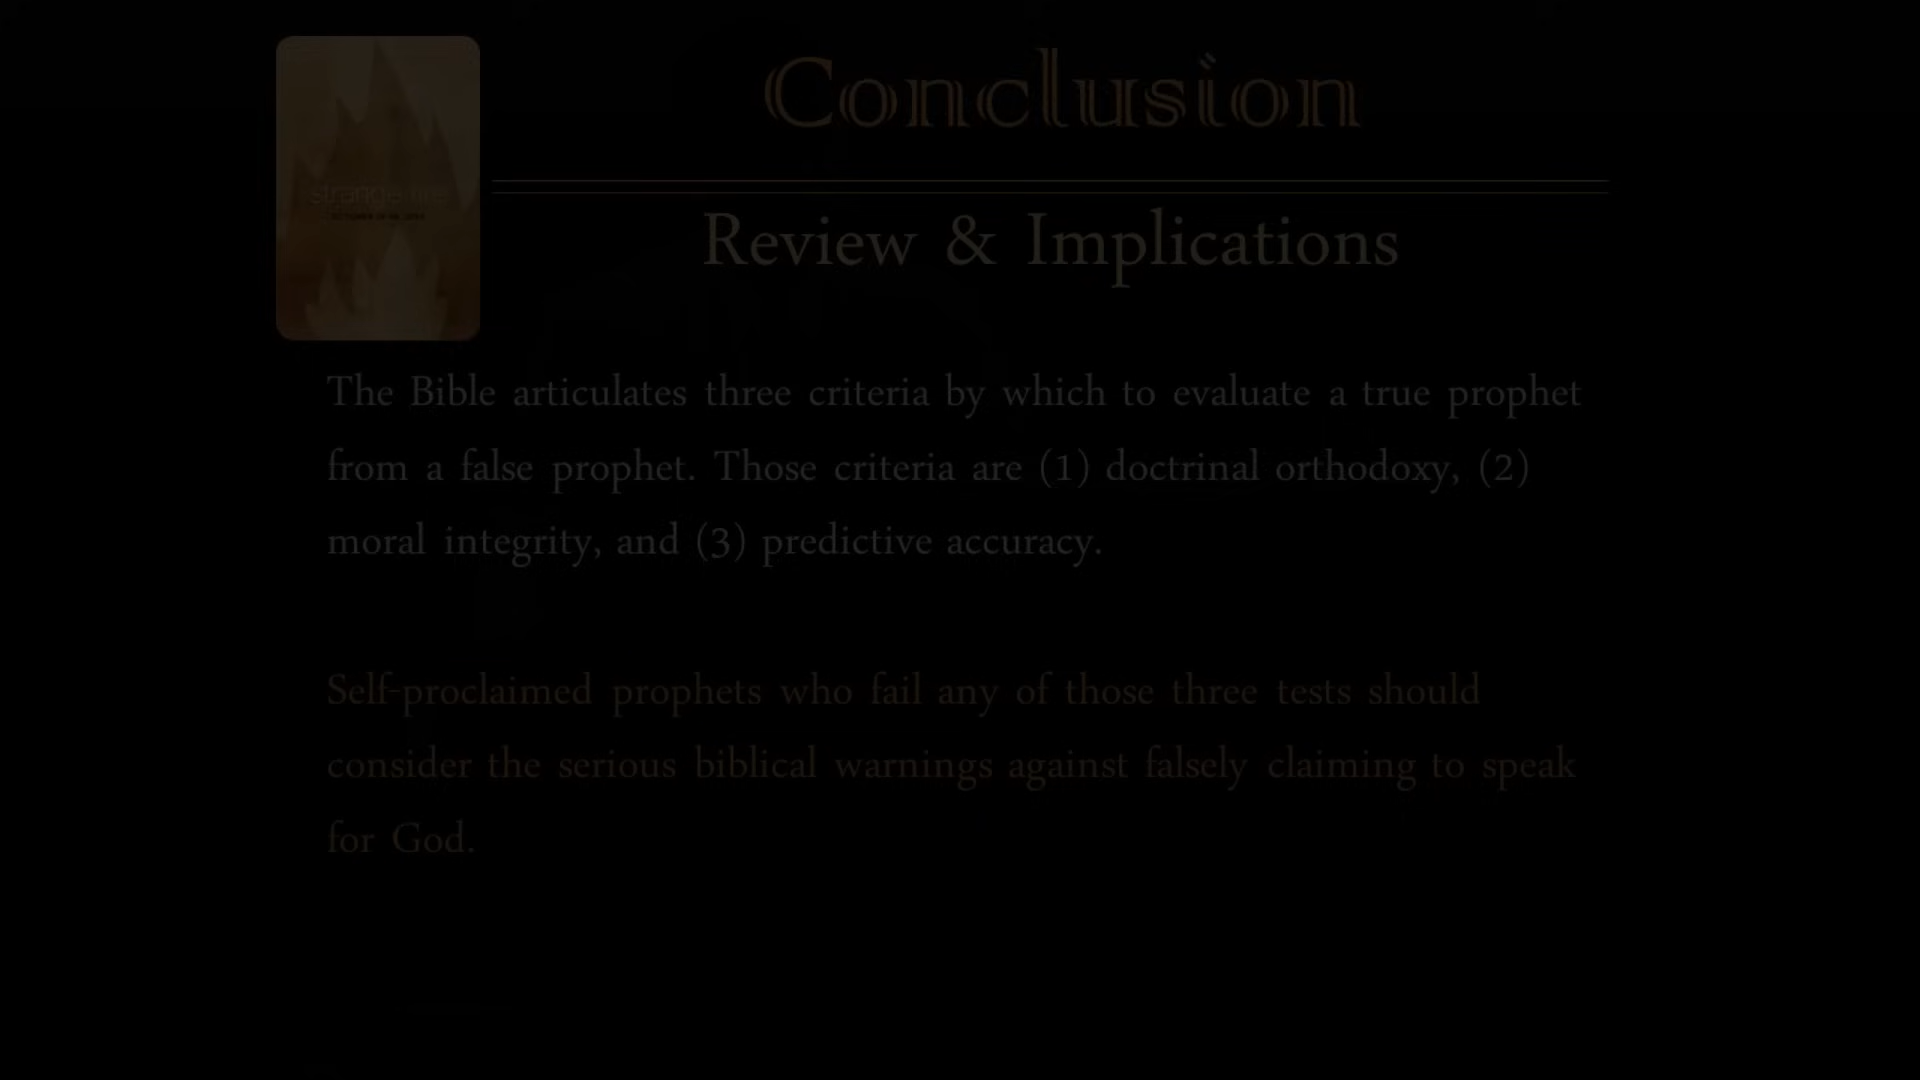 Conclusion
strange fire
Review & Implications
The Bible articulates three criteria by which to evaluate a true prophet
from a false prophet. Those criteria are (1) doctrinal orthodoxy, (2)
moral integrity, and (3) predictive accuracy.
Self-proclaimed prophets who fail any of those three tests should
consider the serious biblical warnings against falsely claiming to speak
for God.